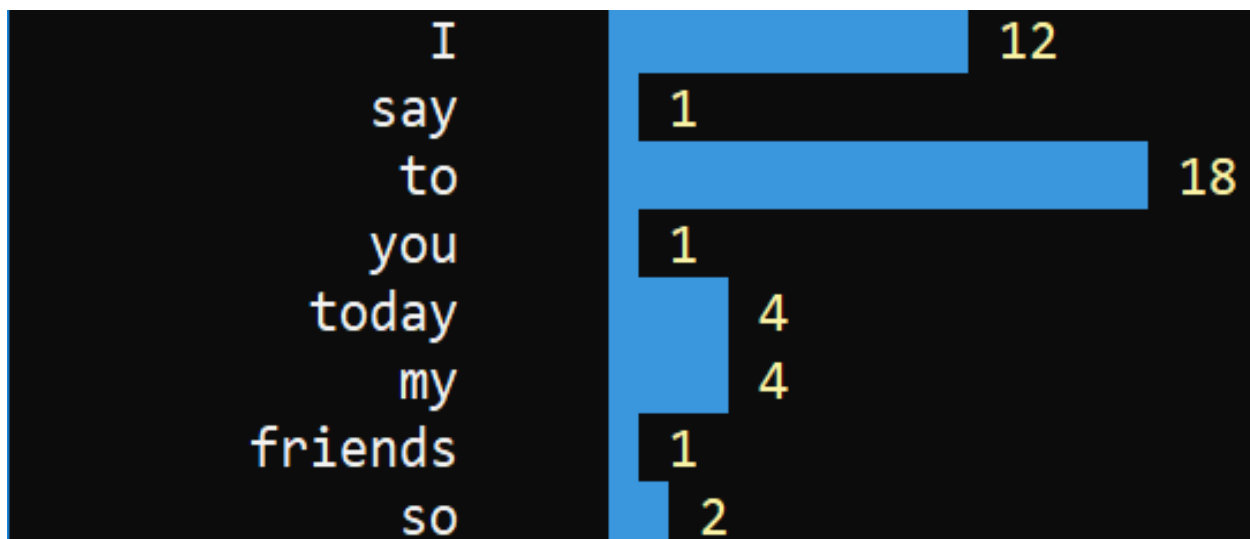 I 12
say 1
to 18
you 1
today 4
my 4
friends 1
so 2